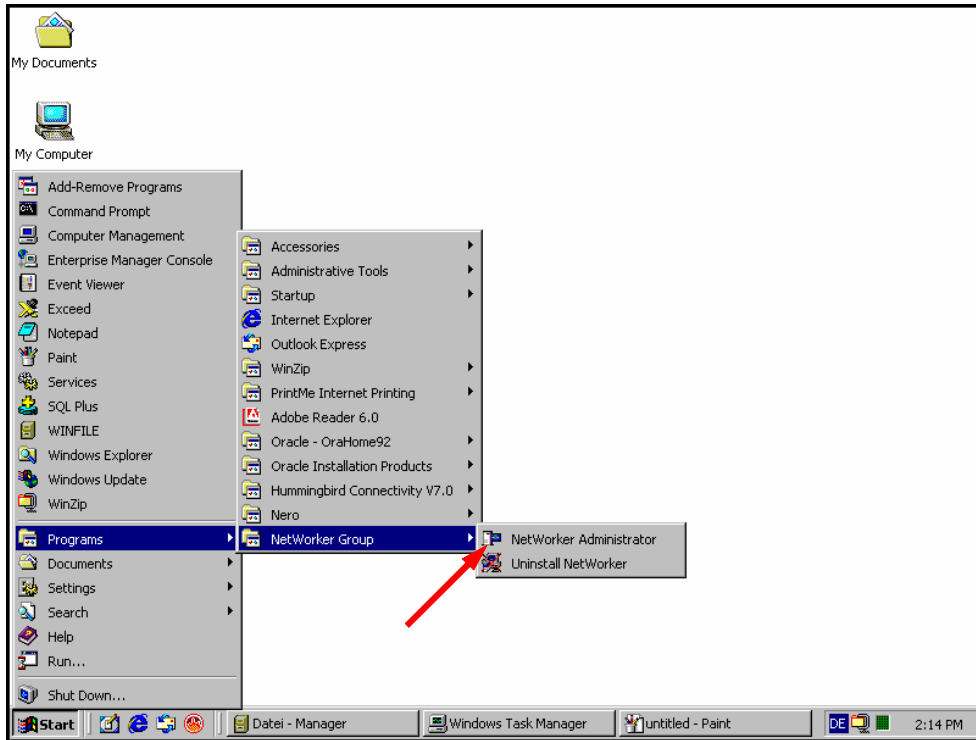 My Documents
My Computer
Add-Remove Programs
Command Prompt
Computer Management
Enterprise Manager Console
Event Viewer
Exceed
Notepad
Paint
Services
SQL Plus
WINFILE
Windows Explorer
Windows Update
WinZip
Programs
Documents
Settings
Search
Help
Run...
Shut Down...
Accessories
Administrative Tools
Startup
Internet Explorer
Outlook Express
WinZip
PrintMe Internet Printing
Adobe Reader 6.0
Oracle - OraHome92
Oracle Installation Products
Hummingbird Connectivity V7.0
Nero
NetWorker Group
NetWorker Administrator
Uninstall NetWorker
Start
Datei - Manager
Windows Task Manager
untitled - Paint
DE
2:14 PM